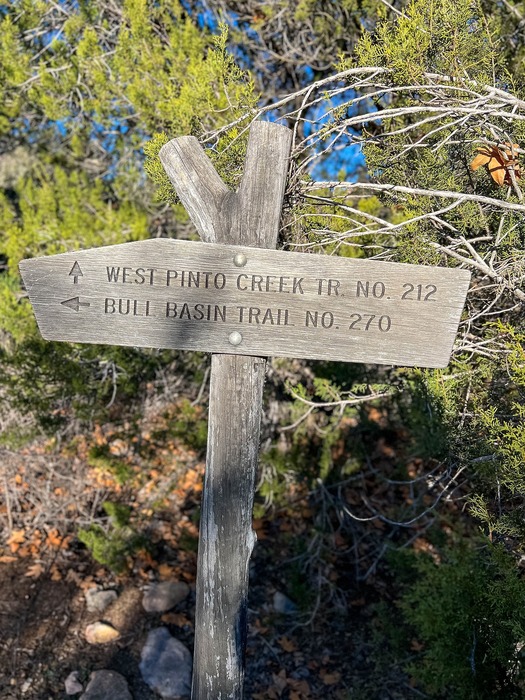 ↑ WEST PINTO CREEK TR. NO. 212
← BULL BASIN TRAIL NO. 270